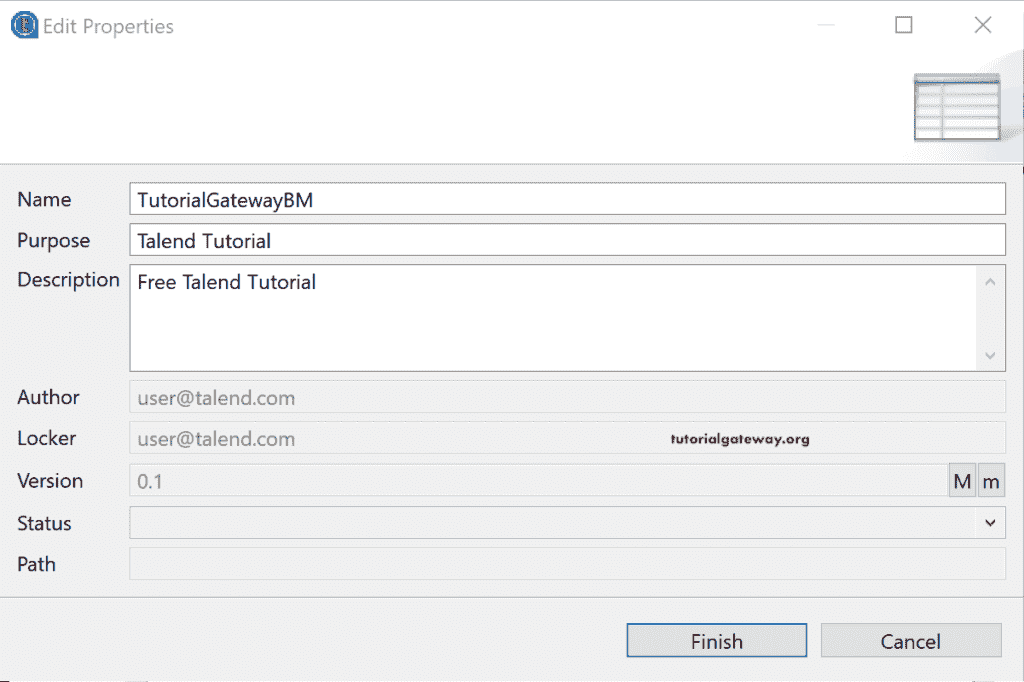 Edit Properties
Name TutorialGatewayBM
Purpose Talend Tutorial
Description Free Talend Tutorial
Author user@talend.com
Locker user@talend.com tutorialgateway.org
Version 0.1 M m
Status
Path
Finish Cancel